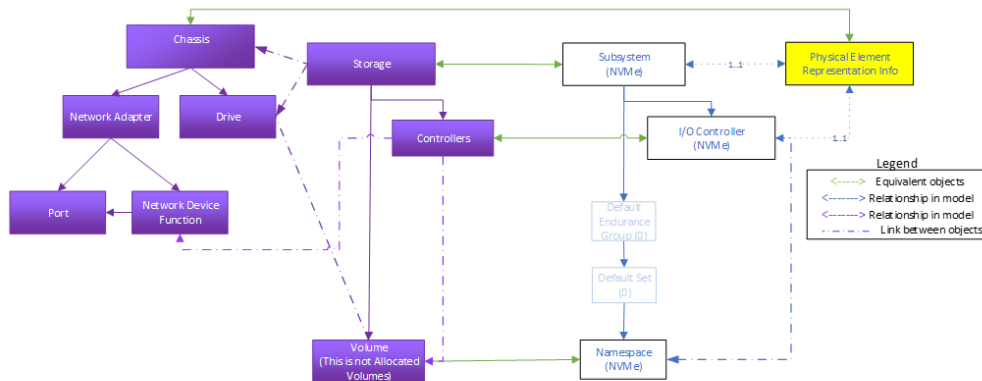 Chassis
Storage
Subsystem
(NVMe)
1..1
Physical Element
Representation Info
Network Adapter
Drive
Controllers
I/O Controller
(NVMe)
1..1
Legend
Equivalent objects
Relationship in model
Relationship in model
Link between objects
Port
Network Device
Function
Default
Endurance
Group (0)
Default Set
(0)
Volume
(This is not Allocated
Volumes)
Namespace
(NVMe)